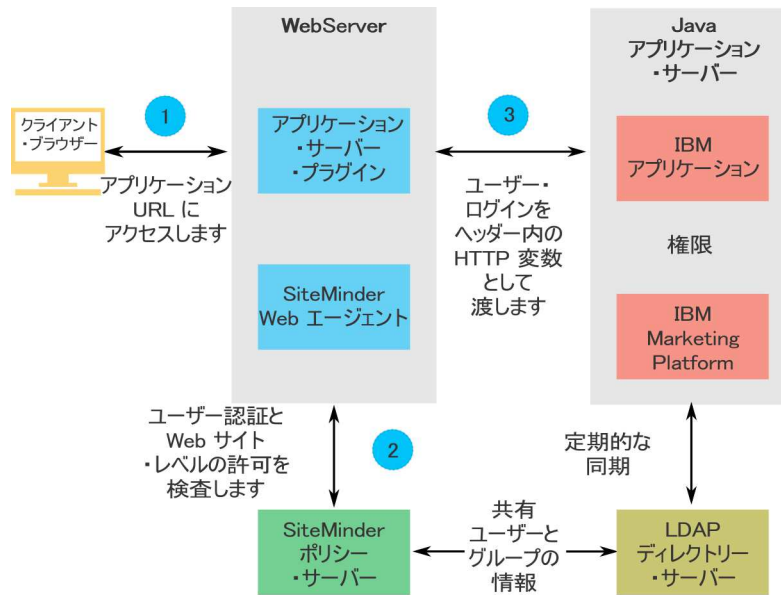 WebServer
Java
アプリケーション
・サーバー
クライアント
・ブラウザー
1
アプリケーション
URL に
アクセスします
アプリケーション
・サーバー
・プラグイン
3
ユーザー・
ログインを
ヘッダー内の
HTTP 変数
として
渡します
IBM
アプリケーション
権限
SiteMinder
Web エージェント
IBM
Marketing
Platform
ユーザー認証と
Web サイト
・レベルの許可を
検査します
2
定期的な
同期
SiteMinder
ポリシー
・サーバー
共有
ユーザーと
グループの
情報
LDAP
ディレクトリー
・サーバー